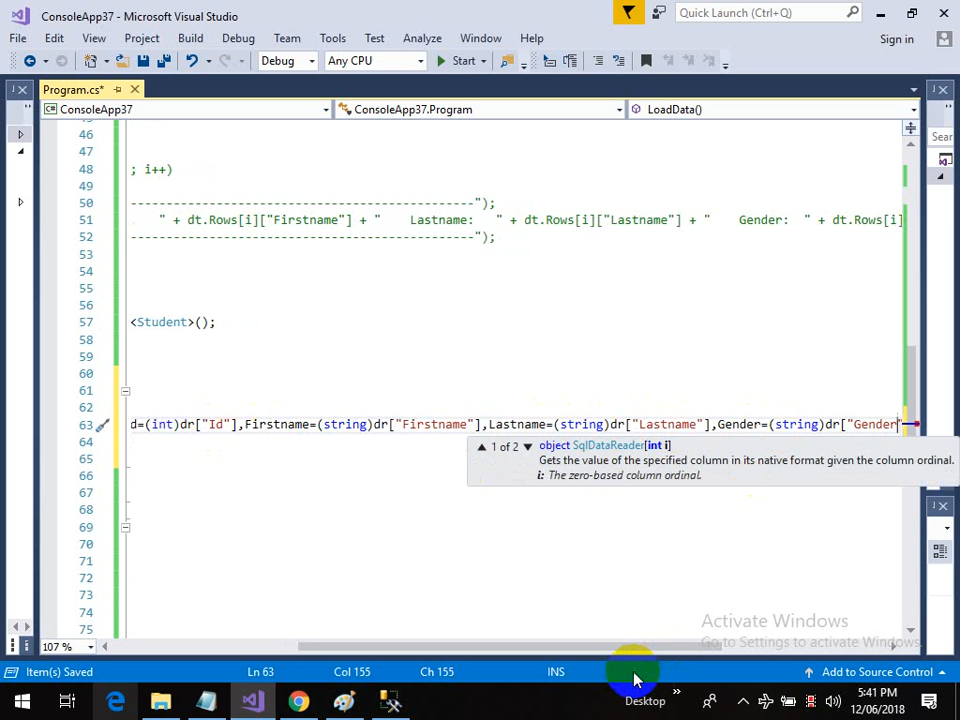 ConsoleApp37 - Microsoft Visual Studio
Quick Launch (Ctrl+Q)
File Edit View Project Build Debug Team Tools Test Analyze Window Help
Sign in
Debug Any CPU Start
Program.cs*
ConsoleApp37 ConsoleApp37.Program LoadData()
Sear
46
47
48 ; i++)
49
50 -------------------------------------------------");
51 " + dt.Rows[i]["Firstname"] + " Lastname: " + dt.Rows[i]["Lastname"] + " Gender: " + dt.Rows[i]
52 -------------------------------------------------");
53
54
55
56
57 <Student>();
58
59
60
61
62
63 d=(int)dr["Id"],Firstname=(string)dr["Firstname"],Lastname=(string)dr["Lastname"],Gender=(string)dr["Gender"
64
1 of 2 object SqlDataReader[int i]
65
Gets the value of the specified column in its native format given the column ordinal.
66
i: The zero-based column ordinal.
67
68
69
70
71
72
73
74
75
Activate Windows
Go to Settings to activate Windows
107 %
Item(s) Saved Ln 63 Col 155 Ch 155 INS Add to Source Control
Desktop
5:41 PM
12/06/2018